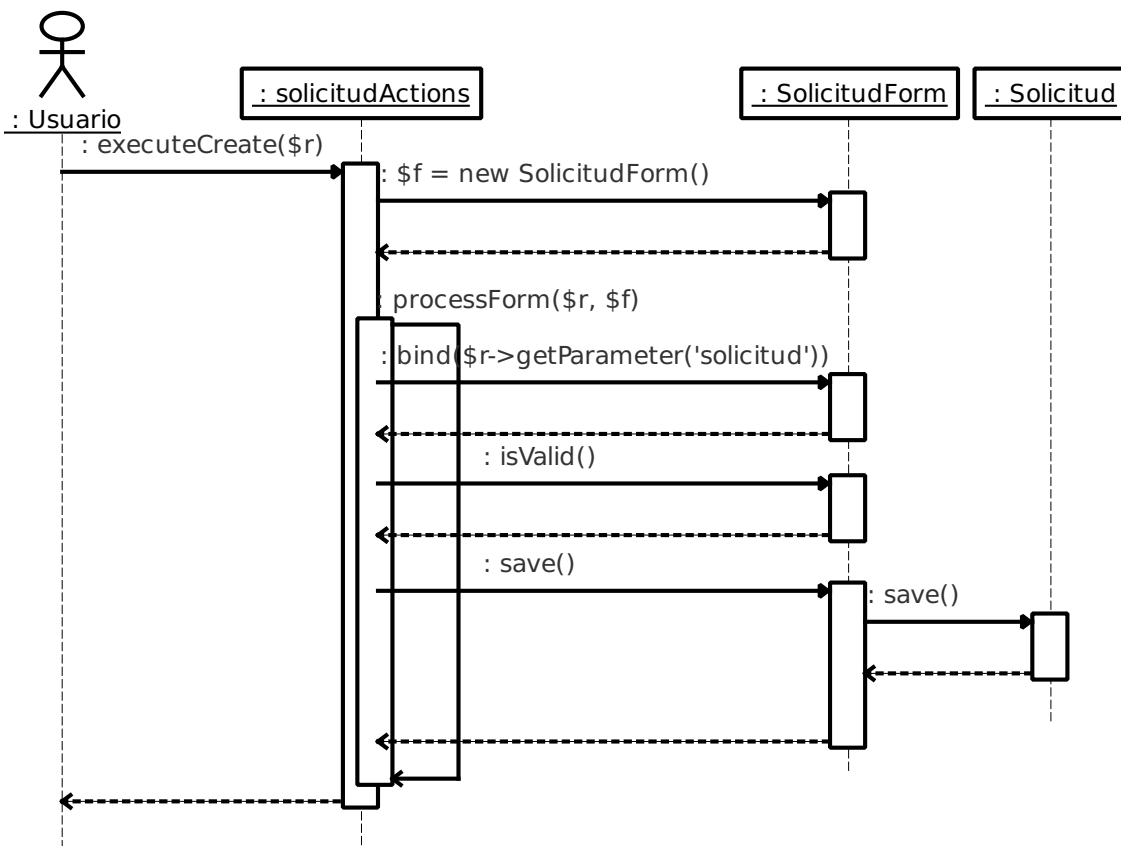 : solicitudActions
: SolicitudForm
: Solicitud
: Usuario
: executeCreate($r)
: $f = new SolicitudForm()
: processForm($r, $f)
: bind($r->getParameter('solicitud'))
: isValid()
: save()
: save()